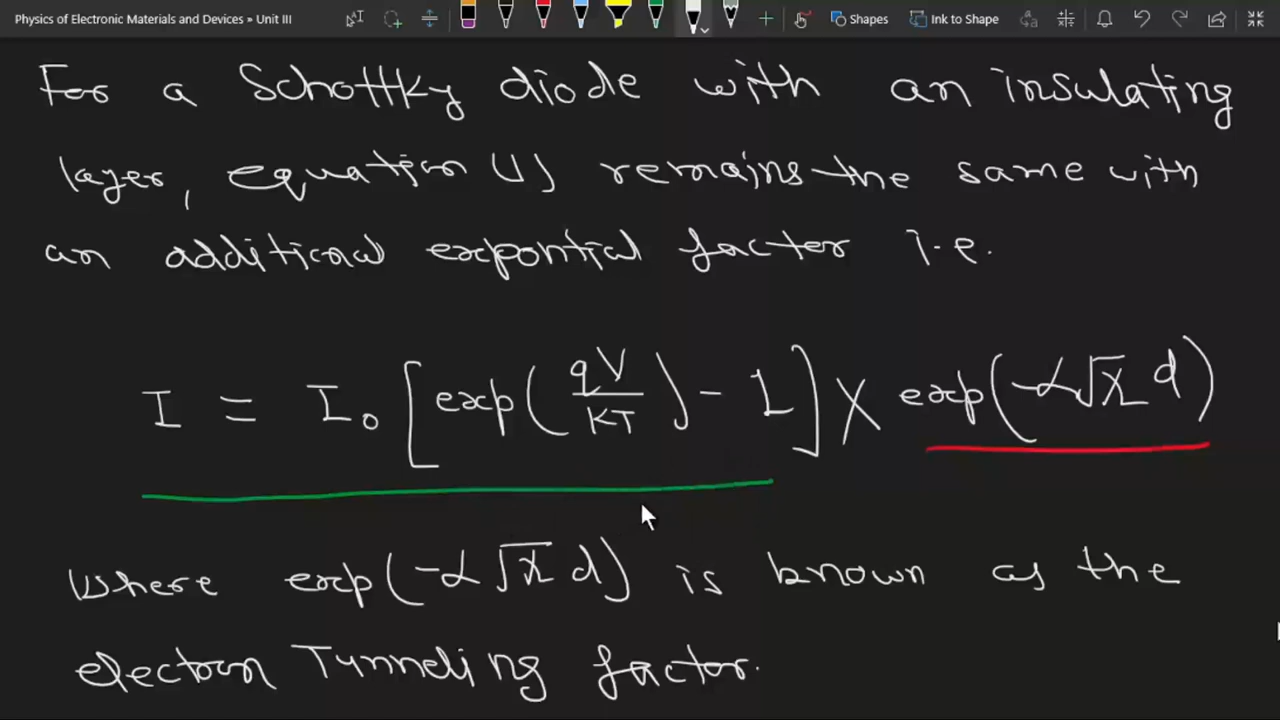 Physics of Electronic Materials and Devices » Unit III
Shapes
Ink to Shape
For a Schottky diode with an insulating
layer, equation (1) remains the same with
an additional expontial factor i.e.
I = I₀ [exp(qV/KT) - 1] X exp(-α√χ d)
where exp(-α√χ d) is known as the
electron Tunneling factor.